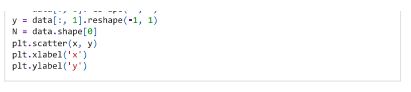 y = data[:, 1].reshape(-1, 1)
N = data.shape[0]
plt.scatter(x, y)
plt.xlabel('x')
plt.ylabel('y')